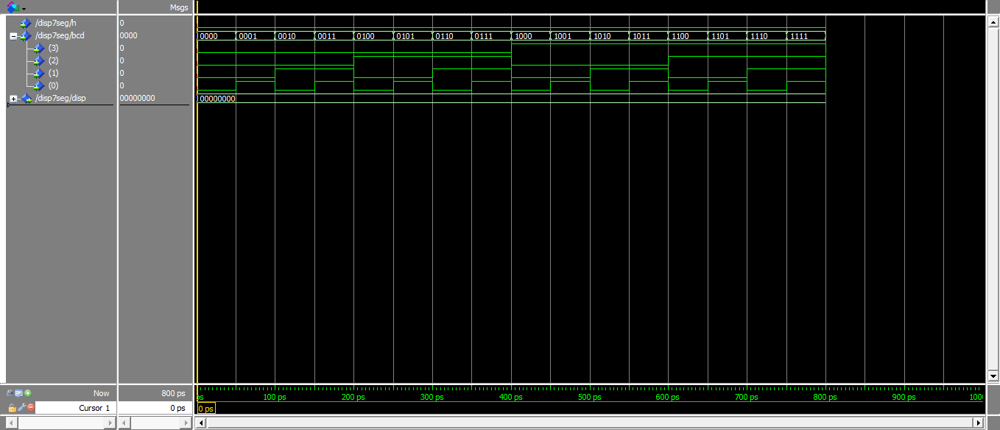 Msgs
/disp7seg/h 0
/disp7seg/bcd 0000 0000 0001 0010 0011 0100 0101 0110 0111 1000 1001 1010 1011 1100 1101 1110 1111
(3) 0
(2) 0
(1) 0
(0) 0
/disp7seg/disp 00000000 00000000
Now 800 ps ps 100 ps 200 ps 300 ps 400 ps 500 ps 600 ps 700 ps 800 ps 900 ps 1000
Cursor 1 0 ps 0 ps